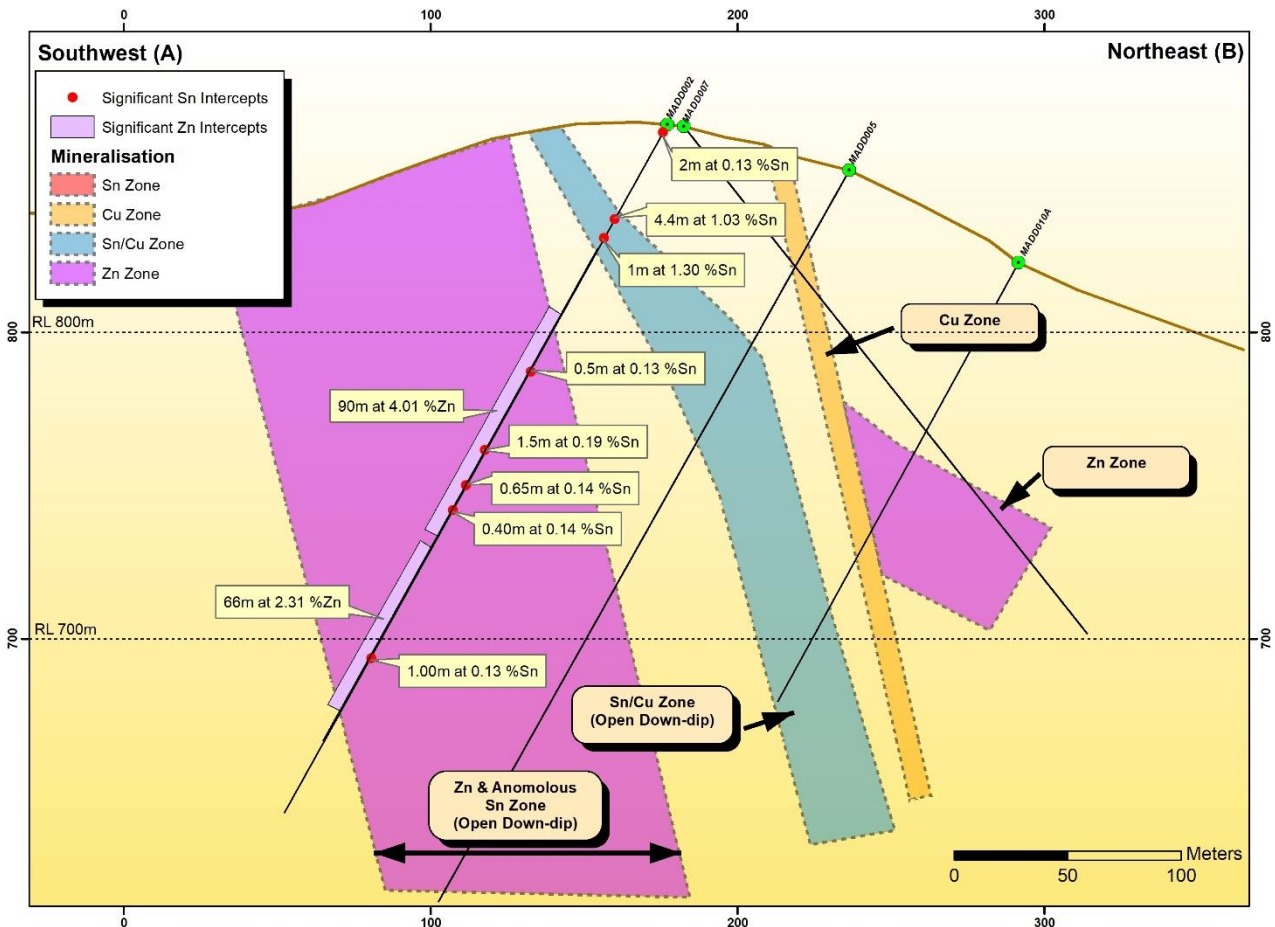 0 100 200 300
Southwest (A)
Northeast (B)
Significant Sn Intercepts
Significant Zn Intercepts
Mineralisation
Sn Zone
Cu Zone
Sn/Cu Zone
Zn Zone
MADD002
MADD007
MADD005
MADD010A
2m at 0.13 %Sn
4.4m at 1.03 %Sn
1m at 1.30 %Sn
Cu Zone
RL 800m
800
800
0.5m at 0.13 %Sn
90m at 4.01 %Zn
1.5m at 0.19 %Sn
Zn Zone
0.65m at 0.14 %Sn
0.40m at 0.14 %Sn
66m at 2.31 %Zn
RL 700m
700
700
1.00m at 0.13 %Sn
Sn/Cu Zone
(Open Down-dip)
Zn & Anomolous
Sn Zone
(Open Down-dip)
Meters
0 50 100
0 100 200 300